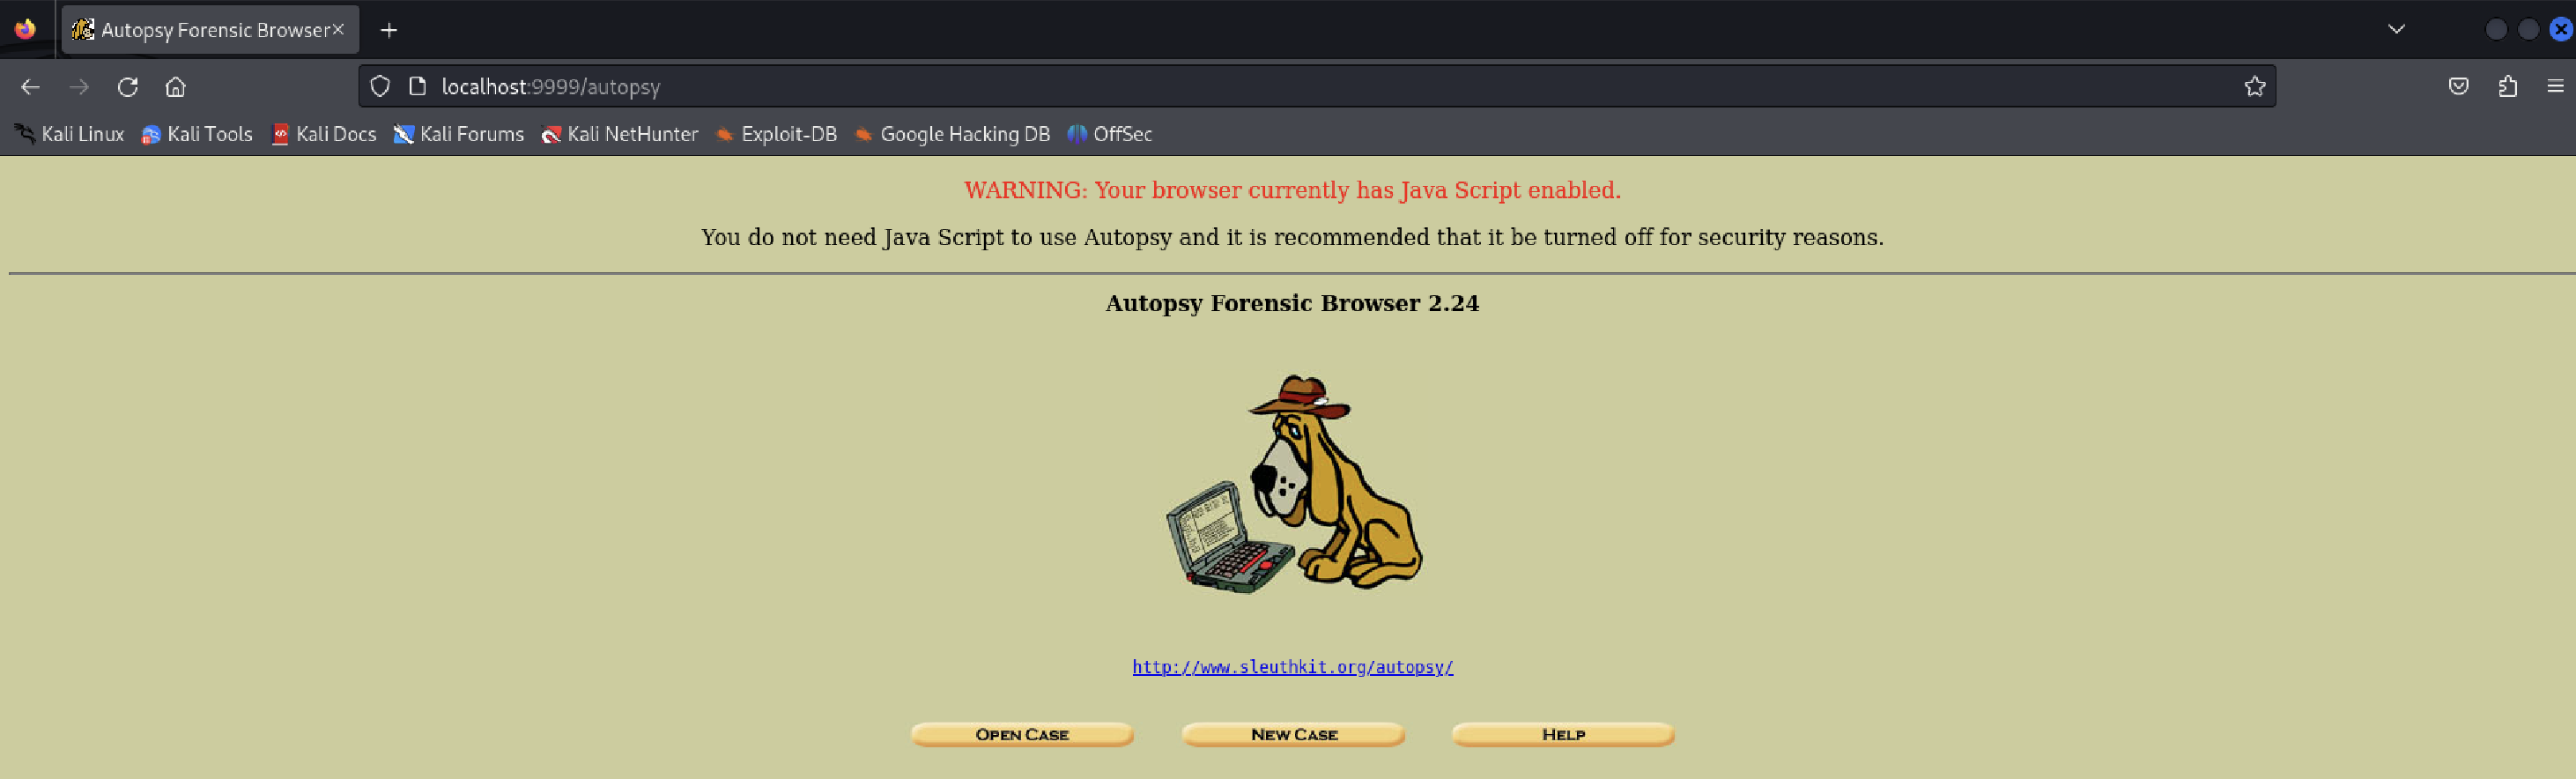 Autopsy Forensic Browser
localhost:9999/autopsy
Kali Linux Kali Tools Kali Docs Kali Forums Kali NetHunter Exploit-DB Google Hacking DB OffSec
WARNING: Your browser currently has Java Script enabled.
You do not need Java Script to use Autopsy and it is recommended that it be turned off for security reasons.
Autopsy Forensic Browser 2.24
http://www.sleuthkit.org/autopsy/
OPEN CASE NEW CASE HELP